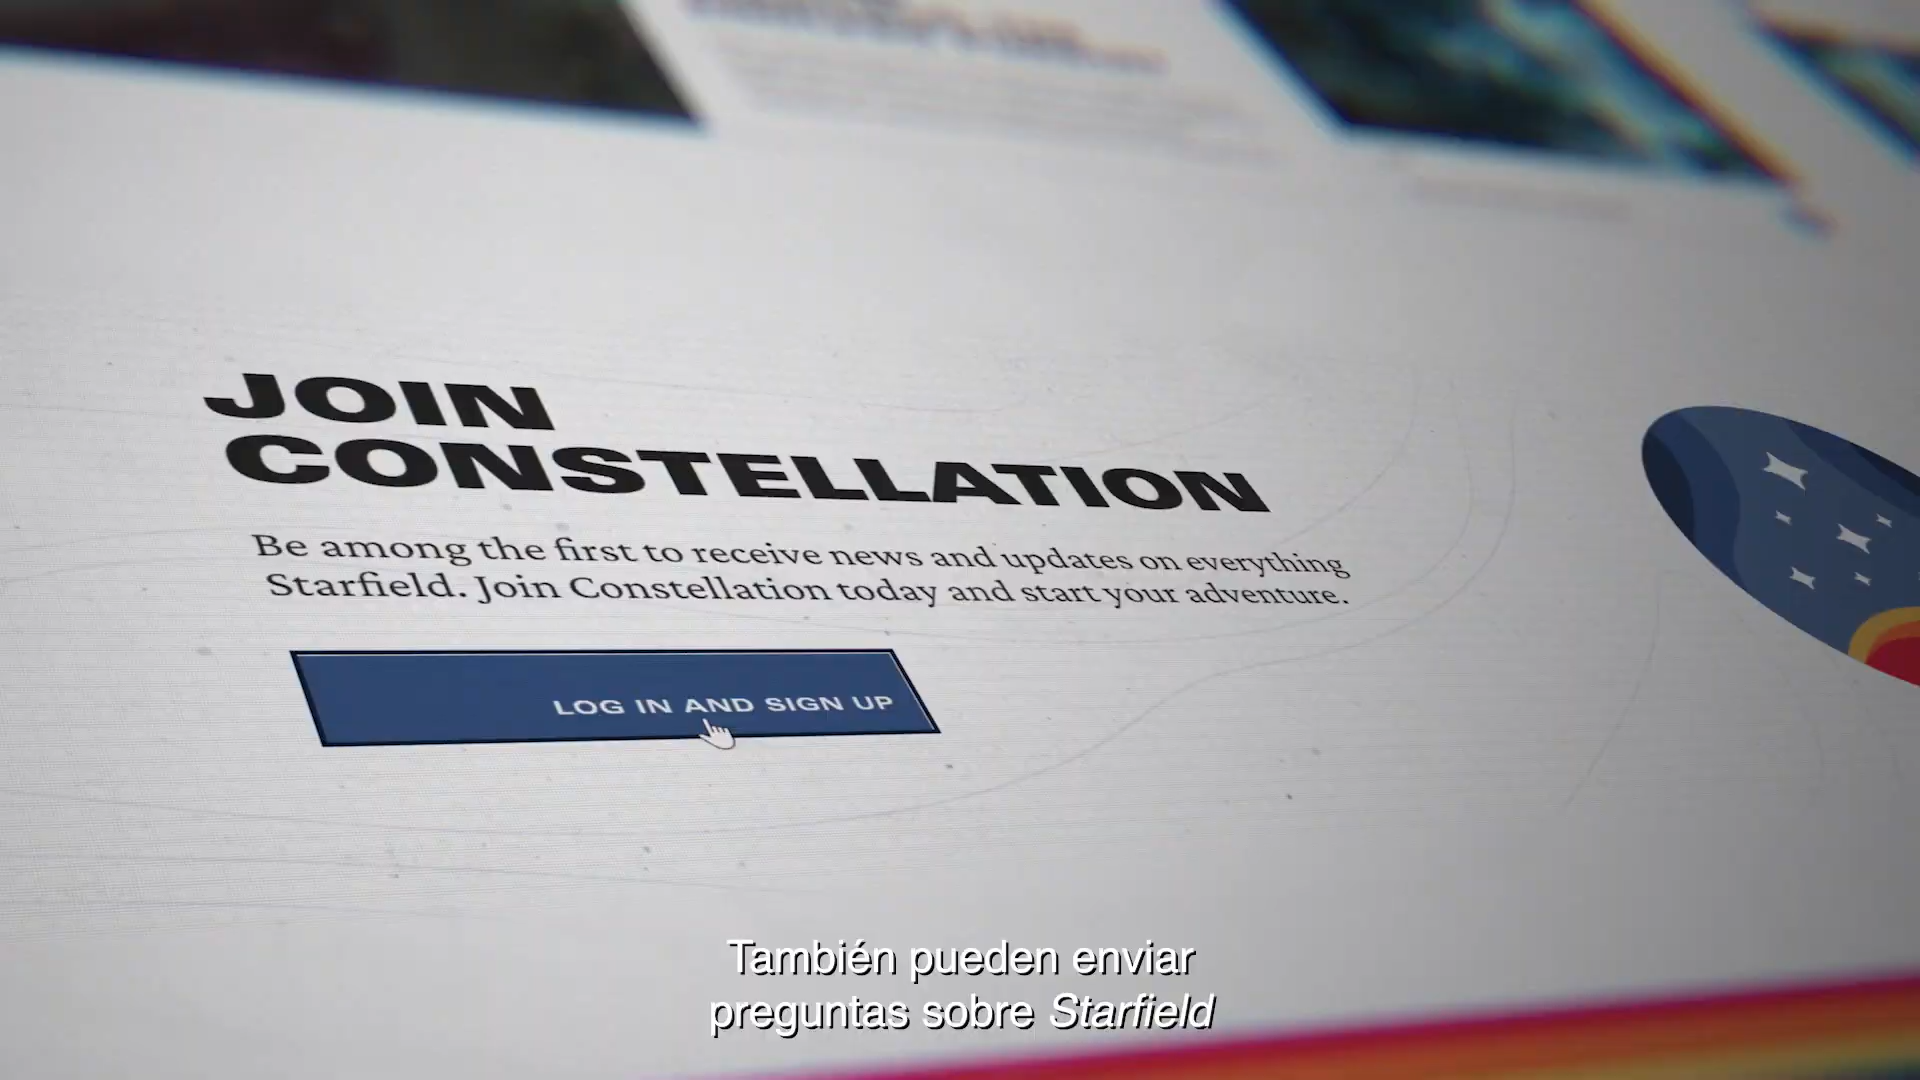 JOIN
CONSTELLATION
Be among the first to receive news and updates on everything
Starfield. Join Constellation today and start your adventure.
LOG IN AND SIGN UP
También pueden enviar
preguntas sobre Starfield